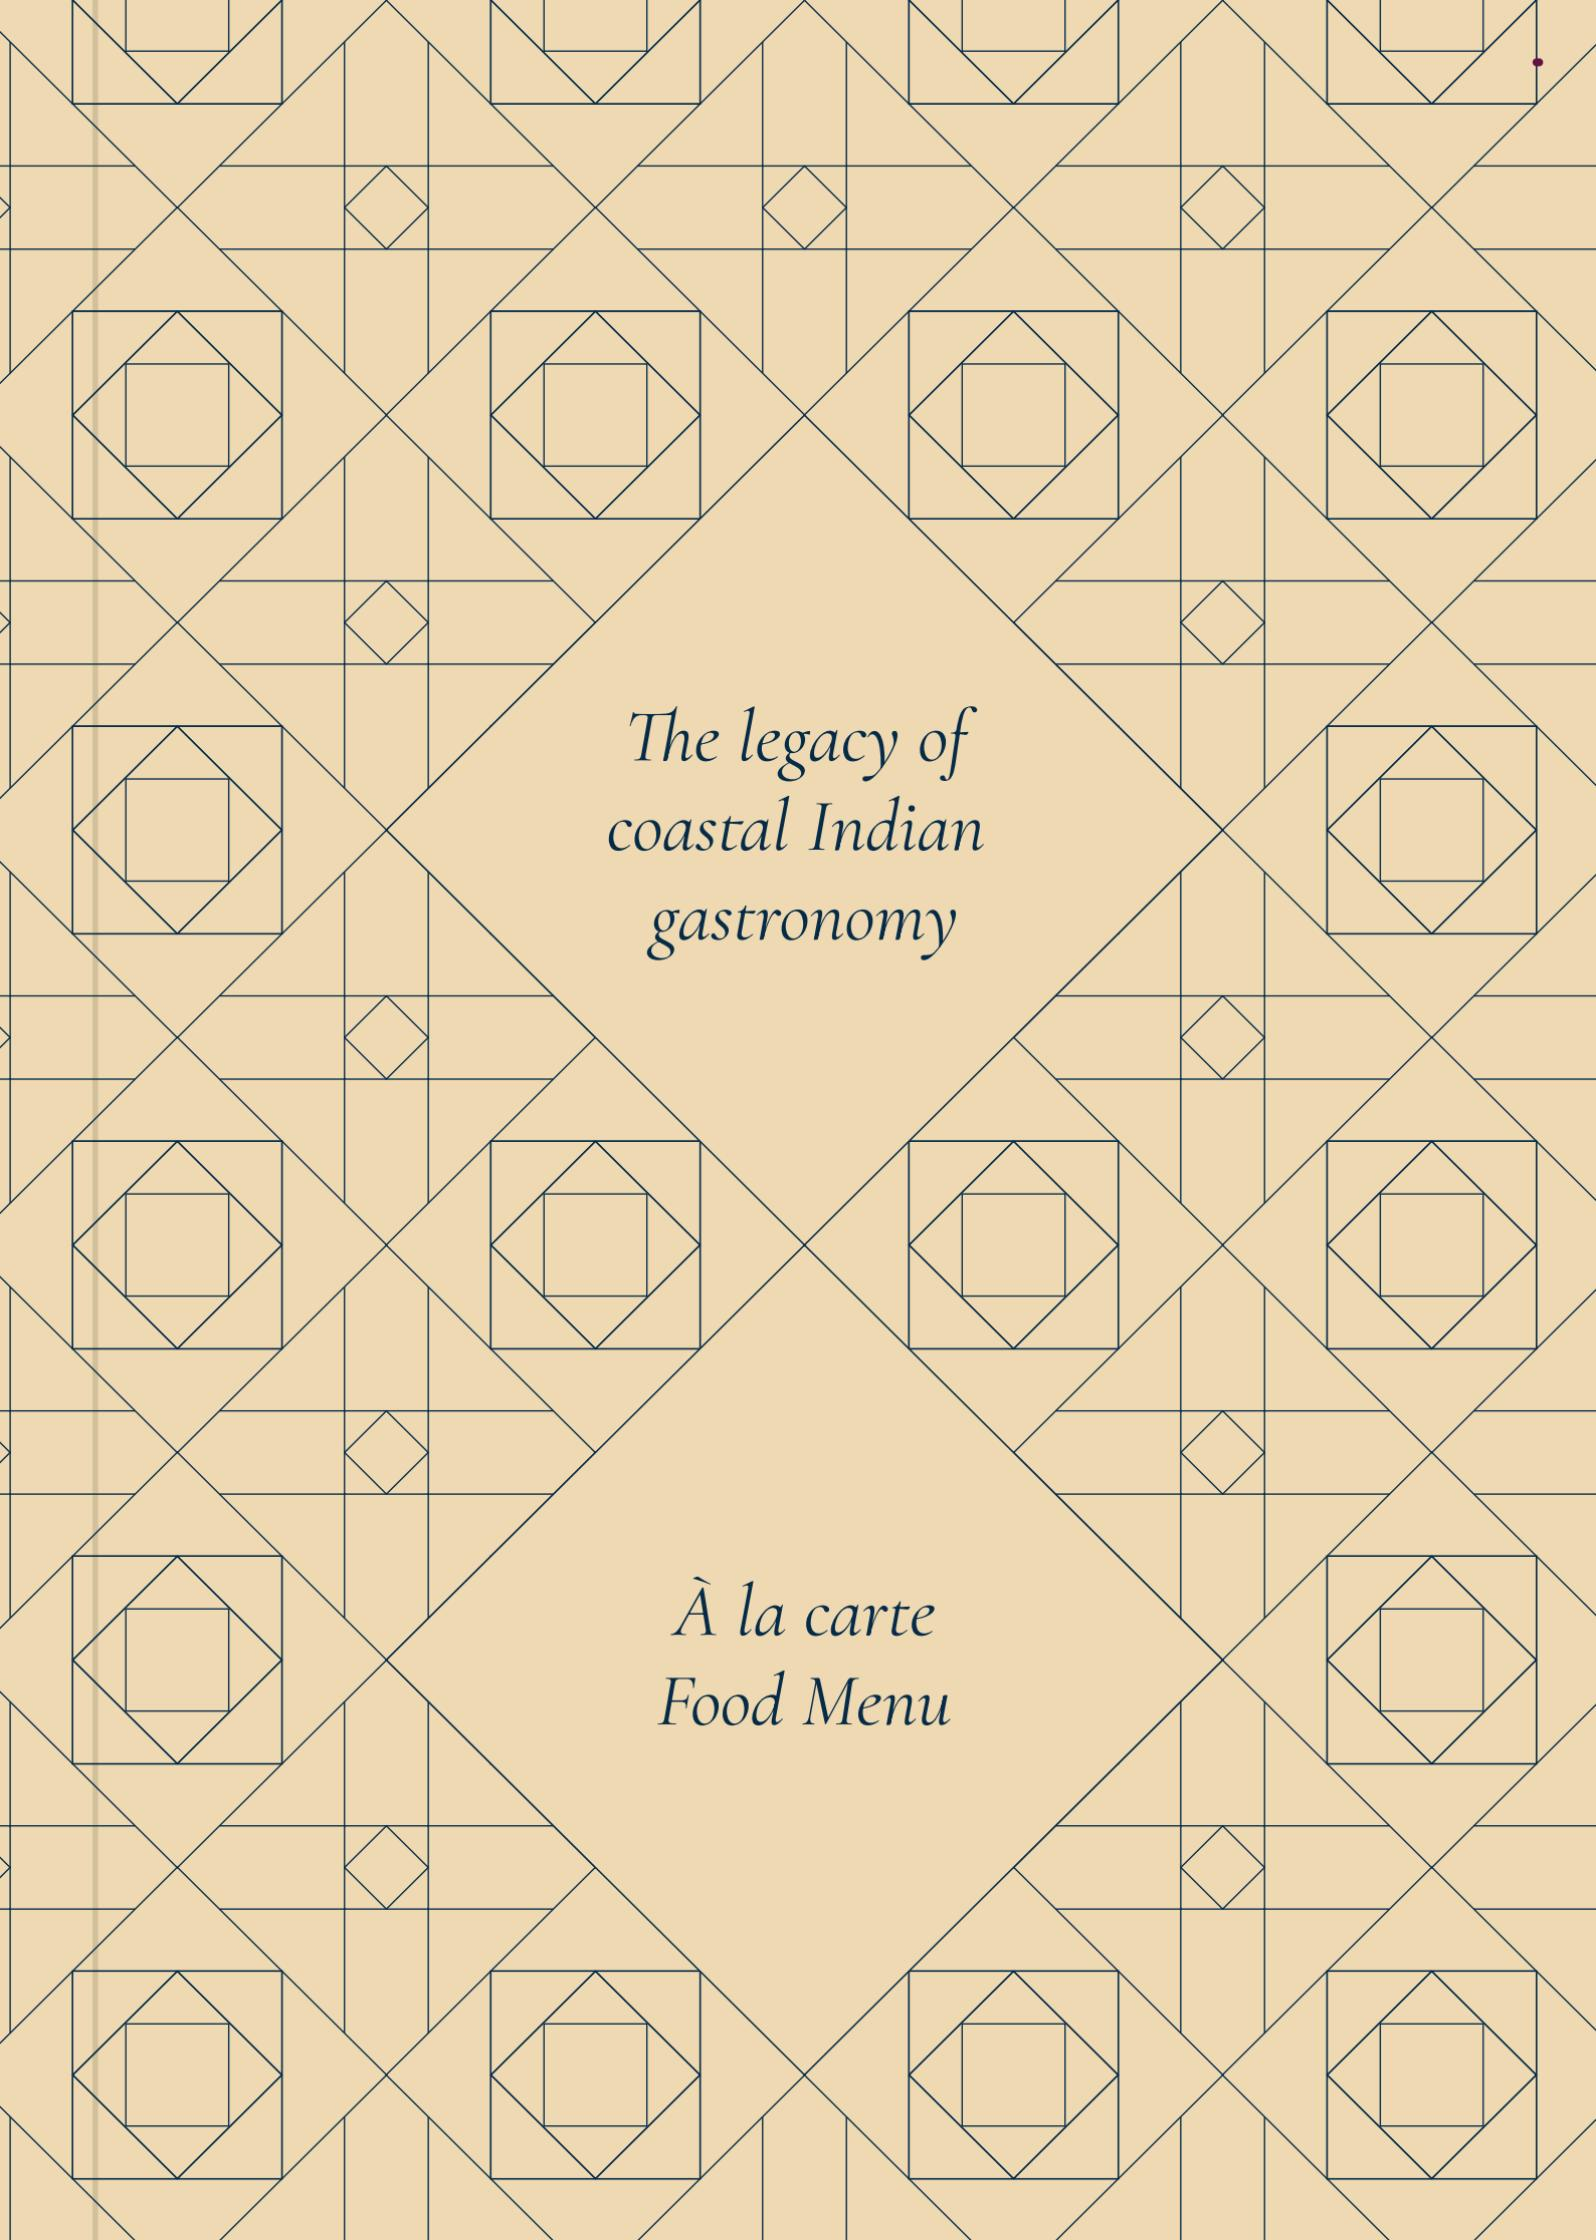 The legacy of
coastal Indian
gastronomy
À la carte
Food Menu